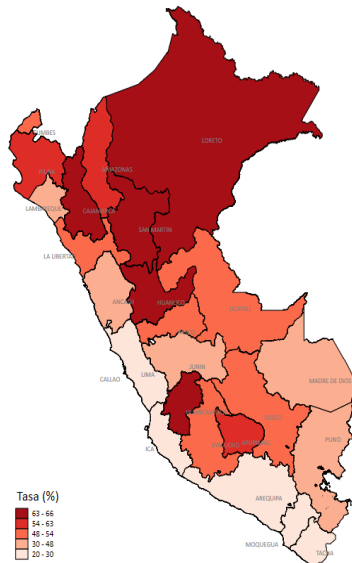 TUMBES
LORETO
PIURA
AMAZONAS
LAMBAYEQUE
CAJAMARCA
SAN MARTIN
LA LIBERTAD
ANCASH
HUANUCO
UCAYALI
PASCO
JUNIN
CALLAO
LIMA
MADRE DE DIOS
HUANCAVELICA
CUSCO
ICA
AYACUCHO
APURIMAC
PUNO
AREQUIPA
MOQUEGUA
TACNA
Tasa (%)
63 - 66
54 - 63
48 - 54
30 - 48
20 - 30